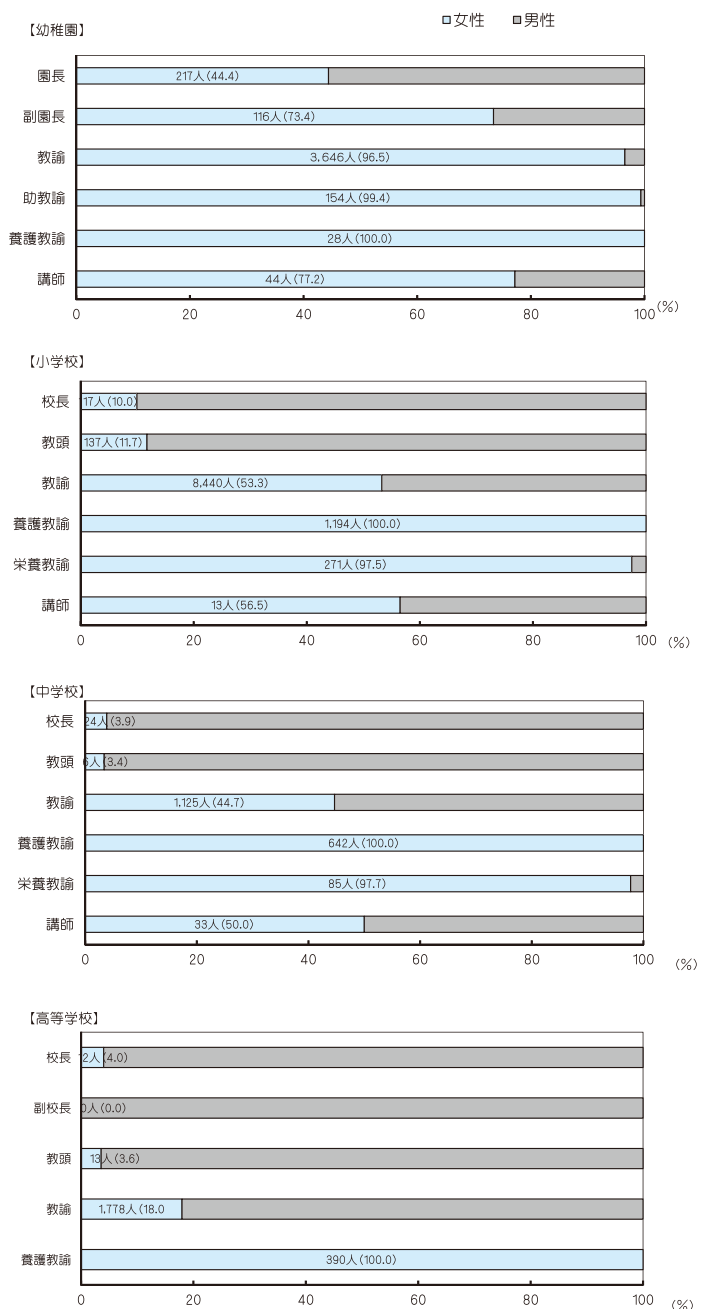 女性 男性
【幼稚園】
園長 217人(44.4)
副園長 116人(73.4)
教諭 3,646人(96.5)
助教諭 154人(99.4)
養護教諭 28人(100.0)
講師 44人(77.2)
0 20 40 60 80 100 (%)
【小学校】
校長 17人(10.0)
教頭 137人(11.7)
教諭 8,440人(53.3)
養護教諭 1,194人(100.0)
栄養教諭 271人(97.5)
講師 13人(56.5)
0 20 40 60 80 100 (%)
【中学校】
校長 24人(3.9)
教頭 人(3.4)
教諭 1,125人(44.7)
養護教諭 642人(100.0)
栄養教諭 85人(97.7)
講師 33人(50.0)
0 20 40 60 80 100 (%)
【高等学校】
校長 2人(4.0)
副校長 0人(0.0)
教頭 13人(3.6)
教諭 1,778人(18.0
養護教諭 390人(100.0)
0 20 40 60 80 100 (%)